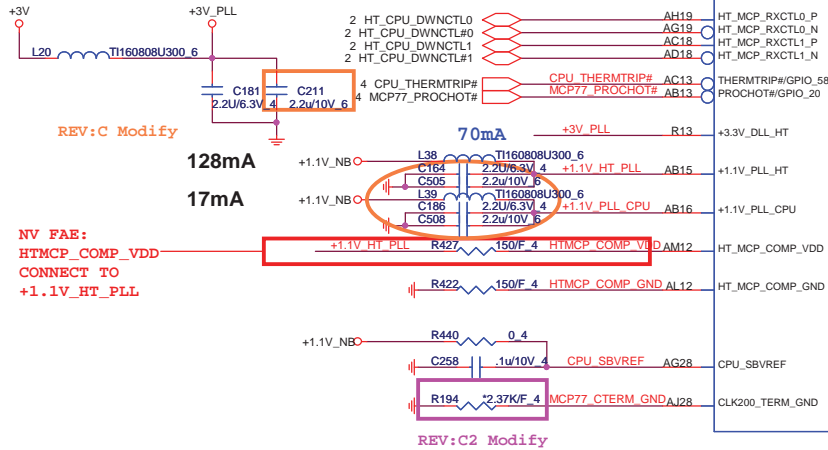 +3V +3V_PLL
L20 TI160808U300_6
C181 C211
2.2U/6.3V_4 2.2u/10V_6
REV:C Modify
2 HT_CPU_DWNCTL0 AH19 HT_MCP_RXCTL0_P
2 HT_CPU_DWNCTL#0 AG19 HT_MCP_RXCTL0_N
2 HT_CPU_DWNCTL1 AC18 HT_MCP_RXCTL1_P
2 HT_CPU_DWNCTL#1 AD18 HT_MCP_RXCTL1_N
4 CPU_THERMTRIP# CPU_THERMTRIP# AC13 THERMTRIP#/GPIO_58
4 MCP77_PROCHOT# MCP77_PROCHOT# AB13 PROCHOT#/GPIO_20
70mA +3V_PLL R13 +3.3V_DLL_HT
128mA +1.1V_NB L38 TI160808U300_6
C164 2.2U/6.3V_4 +1.1V_HT_PLL AB15 +1.1V_PLL_HT
C505 2.2u/10V_6
17mA +1.1V_NB L39 TI160808U300_6
C186 2.2U/6.3V_4 +1.1V_PLL_CPU AB16 +1.1V_PLL_CPU
C508 2.2u/10V_6
NV FAE:
HTMCP_COMP_VDD
CONNECT TO
+1.1V_HT_PLL
+1.1V_HT_PLL R427 150/F_4 HTMCP_COMP_VDD AM12 HT_MCP_COMP_VDD
R422 150/F_4 HTMCP_COMP_GND AL12 HT_MCP_COMP_GND
+1.1V_NB R440 0_4
C258 .1u/10V_4 CPU_SBVREF AG28 CPU_SBVREF
R194 *2.37K/F_4 MCP77_CTERM_GND AJ28 CLK200_TERM_GND
REV:C2 Modify